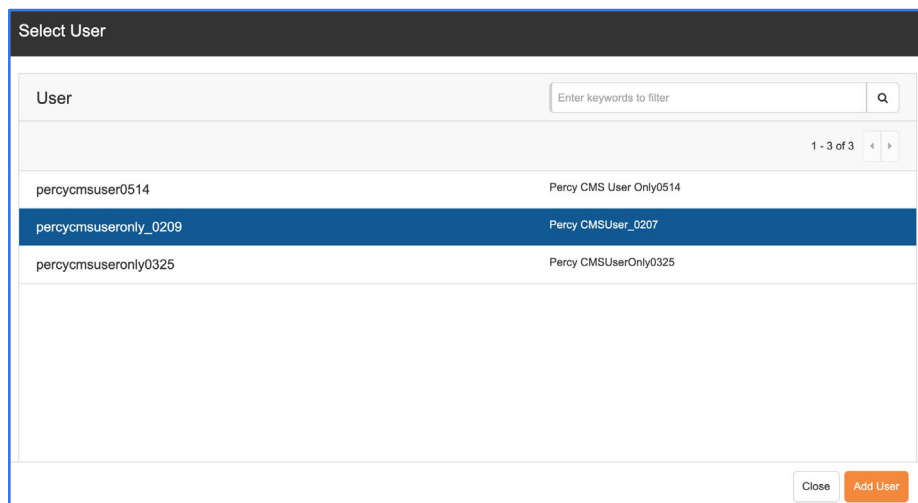 Select User
User
Enter keywords to filter
1 - 3 of 3
percycmsuser0514 Percy CMS User Only0514
percycmsuseronly_0209 Percy CMSUser_0207
percycmsuseronly0325 Percy CMSUserOnly0325
Close Add User